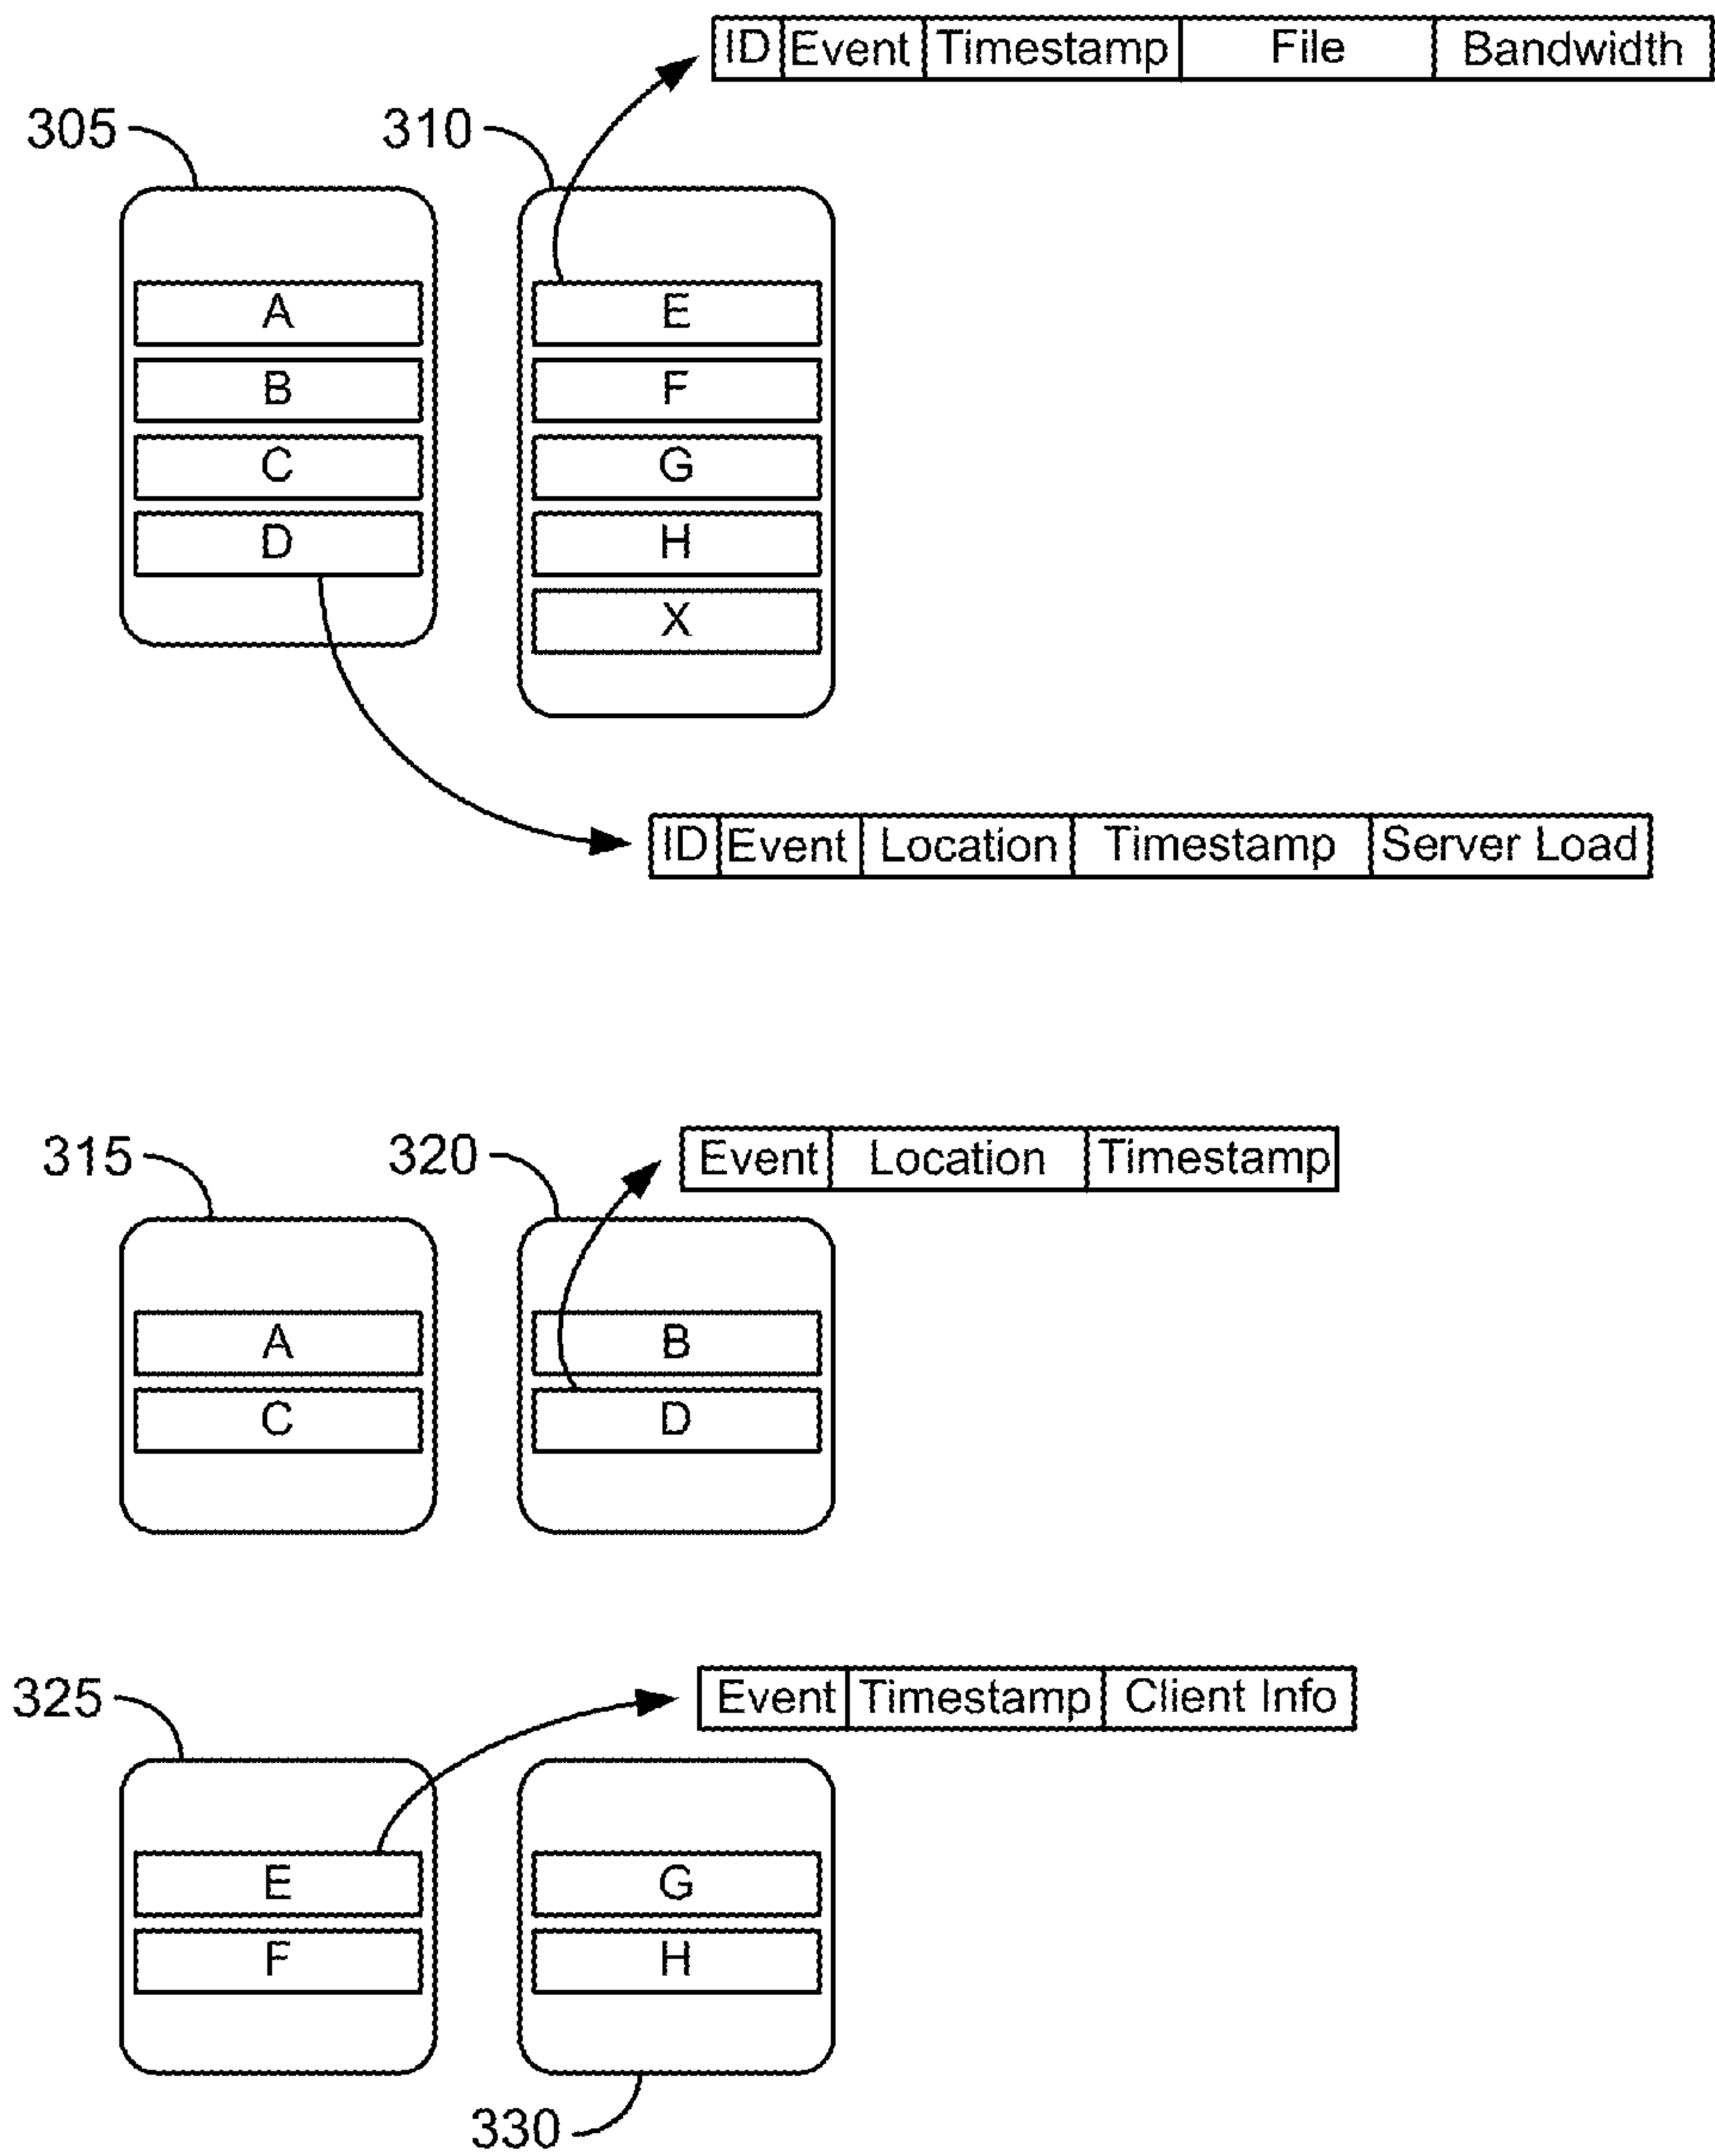 ID Event Timestamp File Bandwidth
305 310
A E
B F
C G
D H
X
ID Event Location Timestamp Server Load
315 320 Event Location Timestamp
A B
C D
325 Event Timestamp Client Info
E G
F H
330